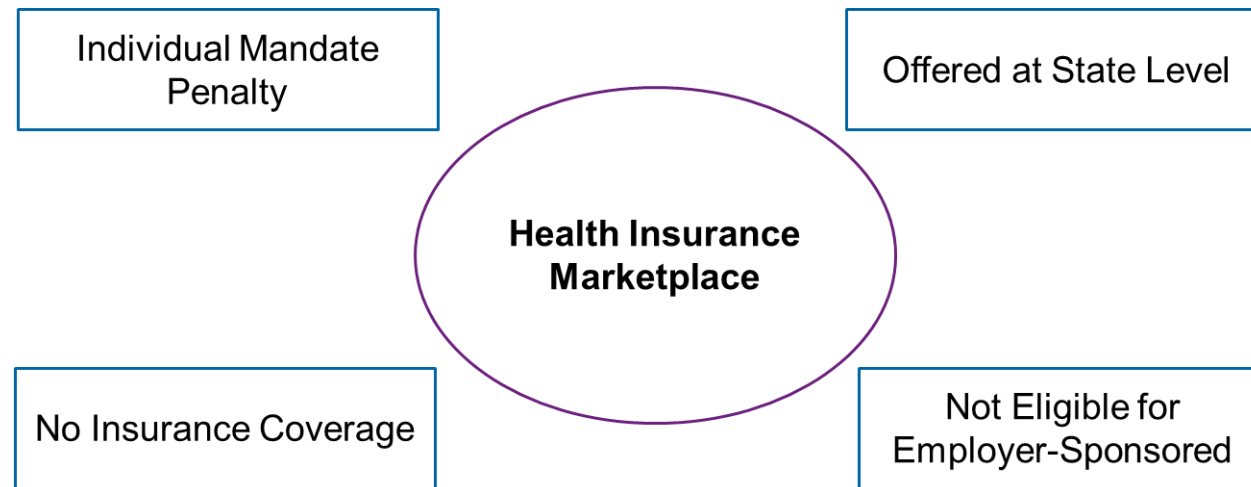 Individual Mandate
Penalty
Offered at State Level
Health Insurance
Marketplace
No Insurance Coverage
Not Eligible for
Employer-Sponsored